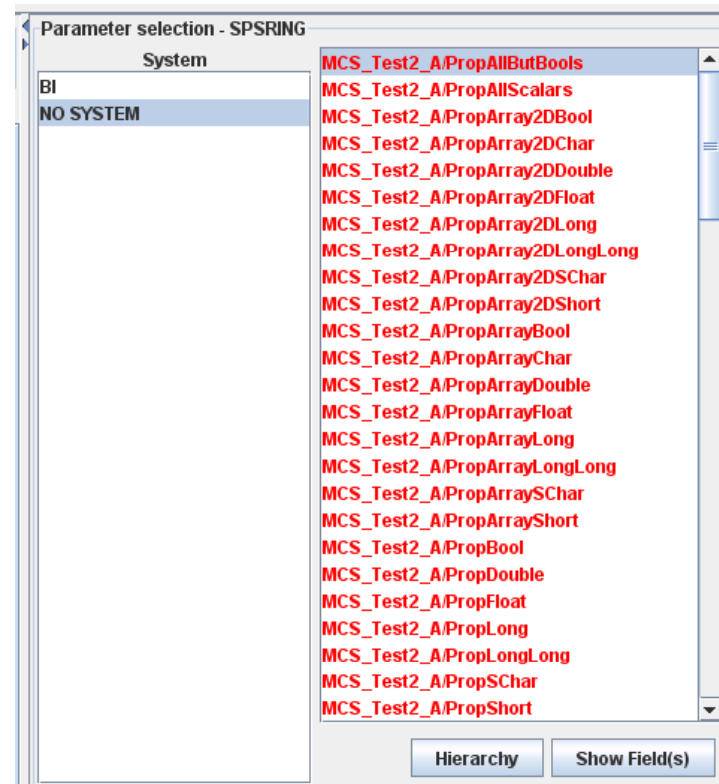 Parameter selection - SPSRING
System
BI
NO SYSTEM
MCS_Test2_A/PropAllButBools
MCS_Test2_A/PropAllScalars
MCS_Test2_A/PropArray2DBool
MCS_Test2_A/PropArray2DChar
MCS_Test2_A/PropArray2DDouble
MCS_Test2_A/PropArray2DFloat
MCS_Test2_A/PropArray2DLong
MCS_Test2_A/PropArray2DLongLong
MCS_Test2_A/PropArray2DSChar
MCS_Test2_A/PropArray2DShort
MCS_Test2_A/PropArrayBool
MCS_Test2_A/PropArrayChar
MCS_Test2_A/PropArrayDouble
MCS_Test2_A/PropArrayFloat
MCS_Test2_A/PropArrayLong
MCS_Test2_A/PropArrayLongLong
MCS_Test2_A/PropArraySChar
MCS_Test2_A/PropArrayShort
MCS_Test2_A/PropBool
MCS_Test2_A/PropDouble
MCS_Test2_A/PropFloat
MCS_Test2_A/PropLong
MCS_Test2_A/PropLongLong
MCS_Test2_A/PropSChar
MCS_Test2_A/PropShort
Hierarchy
Show Field(s)